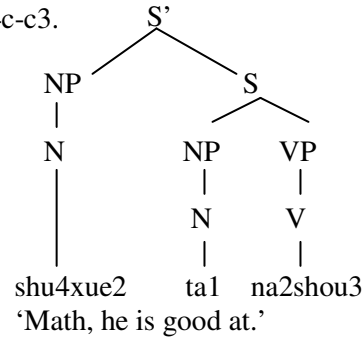 c-c3. S’
NP S
N NP VP
N V
shu4xue2 ta1 na2shou3
‘Math, he is good at.’